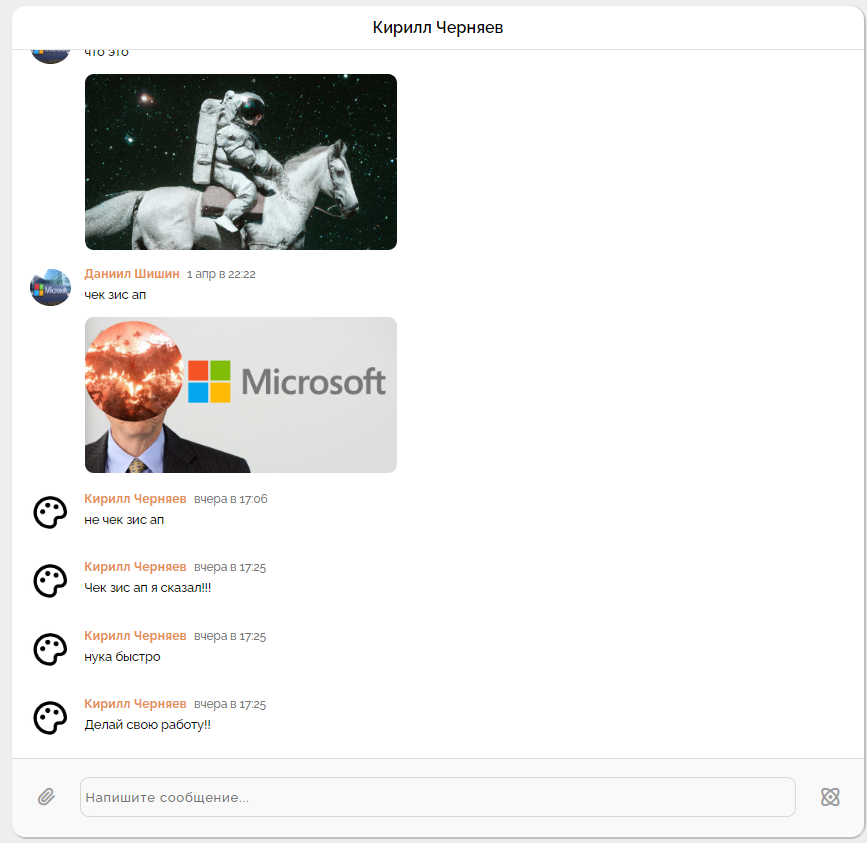 Кирилл Черняев
что это
Даниил Шишин 1 апр в 22:22
чек зис ап
Microsoft
Microsoft
Кирилл Черняев вчера в 17:06
не чек зис ап
Кирилл Черняев вчера в 17:25
Чек зис ап я сказал!!!
Кирилл Черняев вчера в 17:25
нука быстро
Кирилл Черняев вчера в 17:25
Делай свою работу!!
Напишите сообщение...